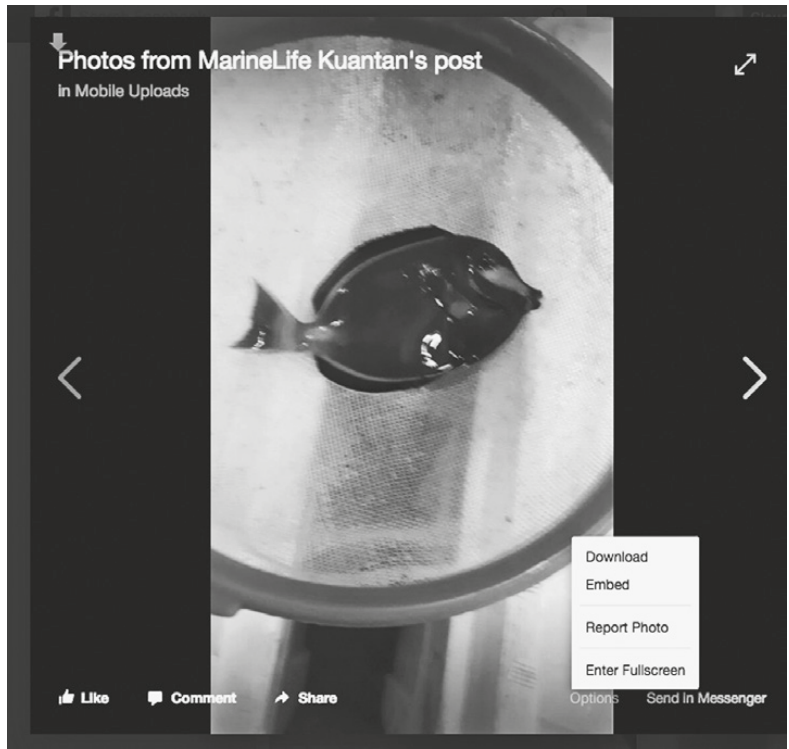 Photos from MarineLife Kuantan's post
in Mobile Uploads
Download
Embed
Report Photo
Enter Fullscreen
Like
Comment
Share
Options
Send in Messenger